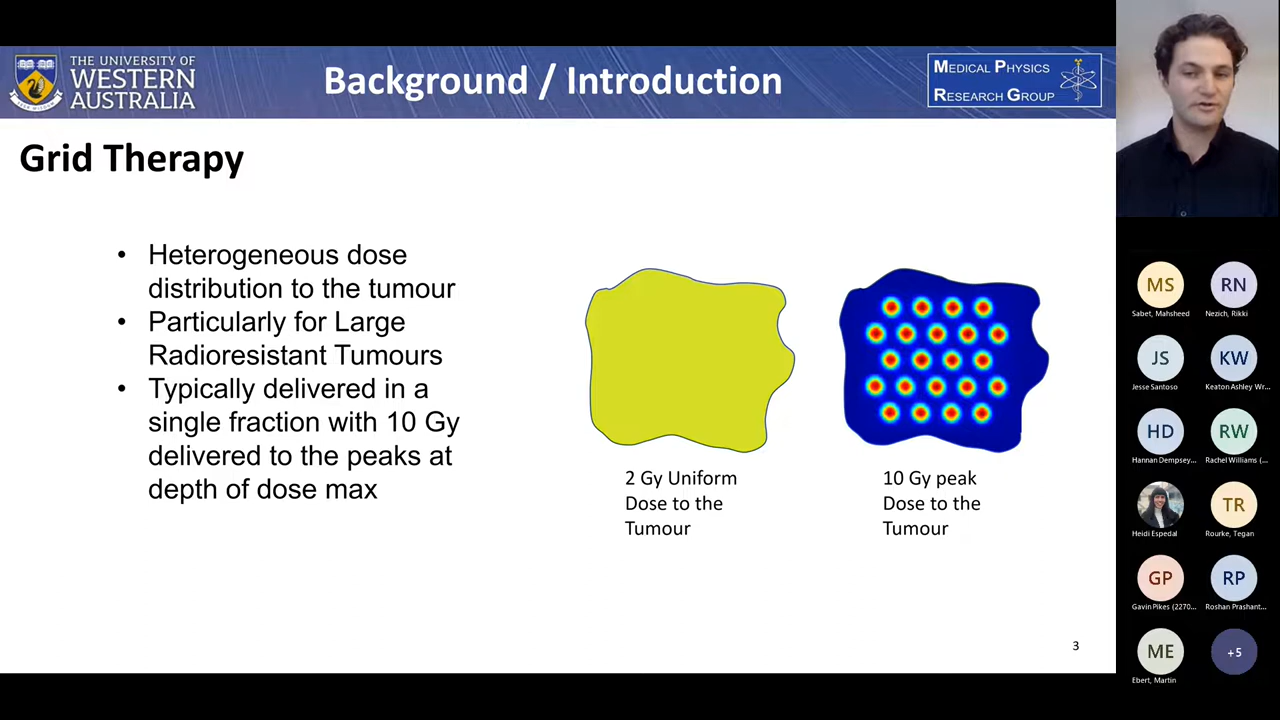 THE UNIVERSITY OF
WESTERN
AUSTRALIA
Background / Introduction
MEDICAL PHYSICS
RESEARCH GROUP
Grid Therapy
• Heterogeneous dose
distribution to the tumour
• Particularly for Large
Radioresistant Tumours
• Typically delivered in a
single fraction with 10 Gy
delivered to the peaks at
depth of dose max
2 Gy Uniform
Dose to the
Tumour
10 Gy peak
Dose to the
Tumour
3
MS
Sabet, Mahsheed
RN
Nezich, Rikki
JS
Jesse Santoso
KW
Keaton Ashley Wr...
HD
Hannan Dempsey...
RW
Rachel Williams (...
Heidi Espedal
TR
Rourke, Tegan
GP
Gavin Pikes (2270...
RP
Roshan Prashant...
ME
Ebert, Martin
+5